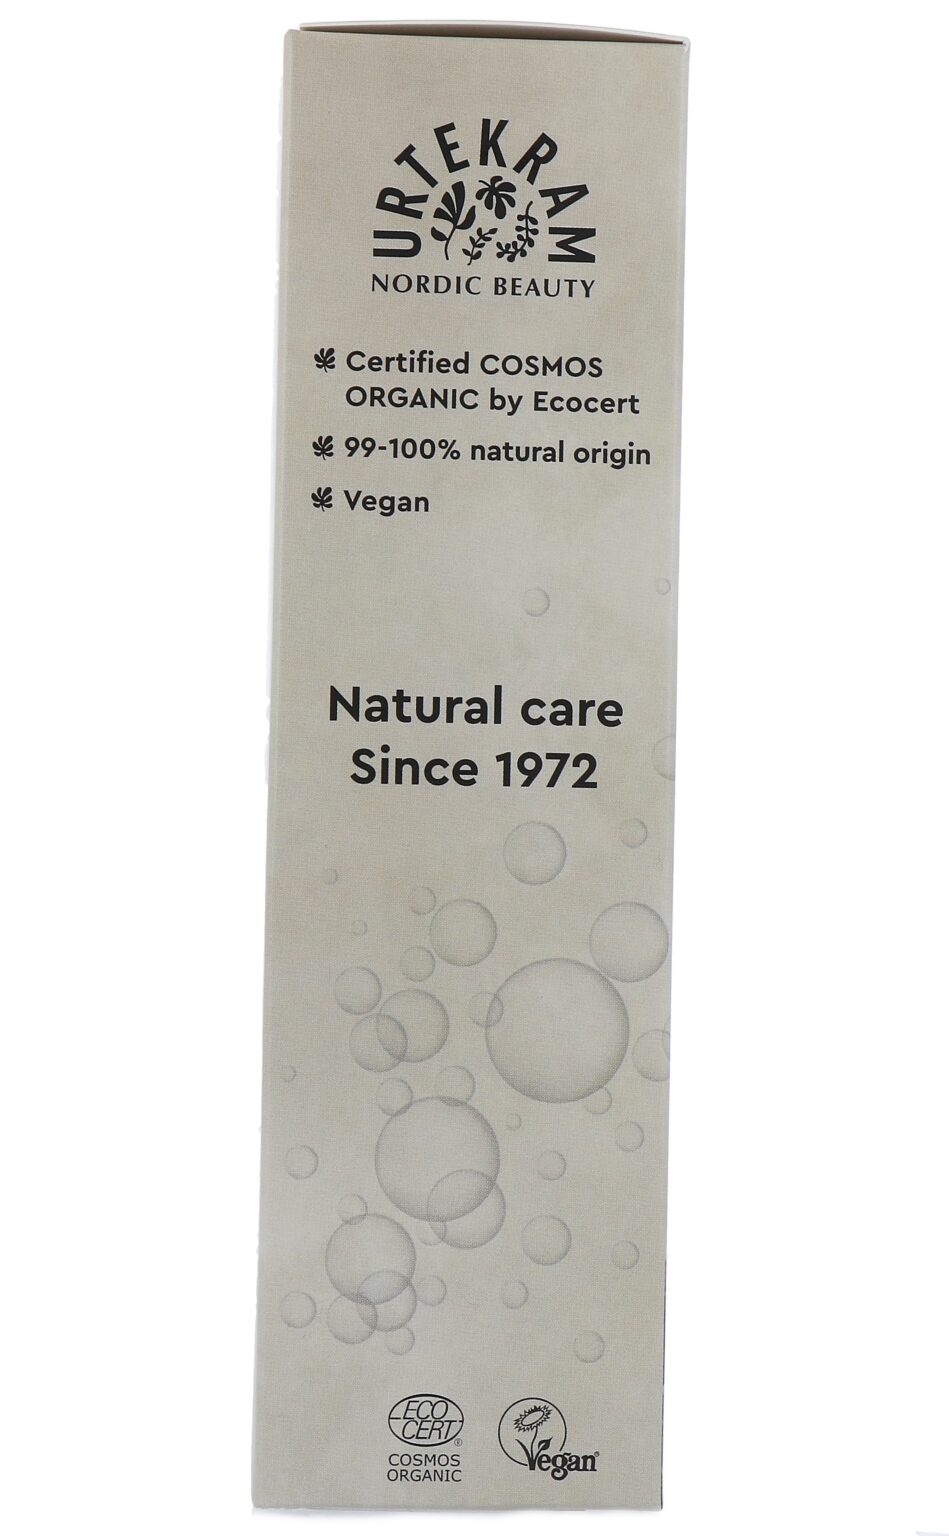 URTEKRAM
NORDIC BEAUTY
Certified COSMOS
ORGANIC by Ecocert
99-100% natural origin
Vegan
Natural care
Since 1972
ECO
CERT®
COSMOS
ORGANIC
Vegan®